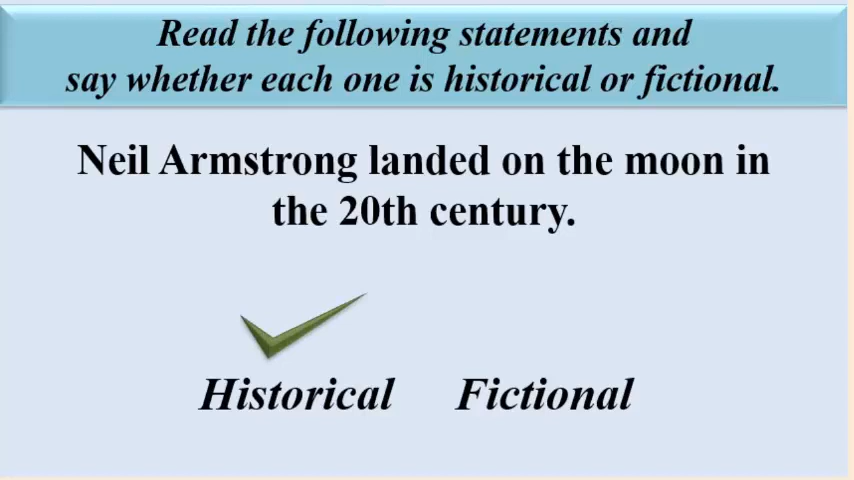 Read the following statements and
say whether each one is historical or fictional.
Neil Armstrong landed on the moon in
the 20th century.
Historical Fictional